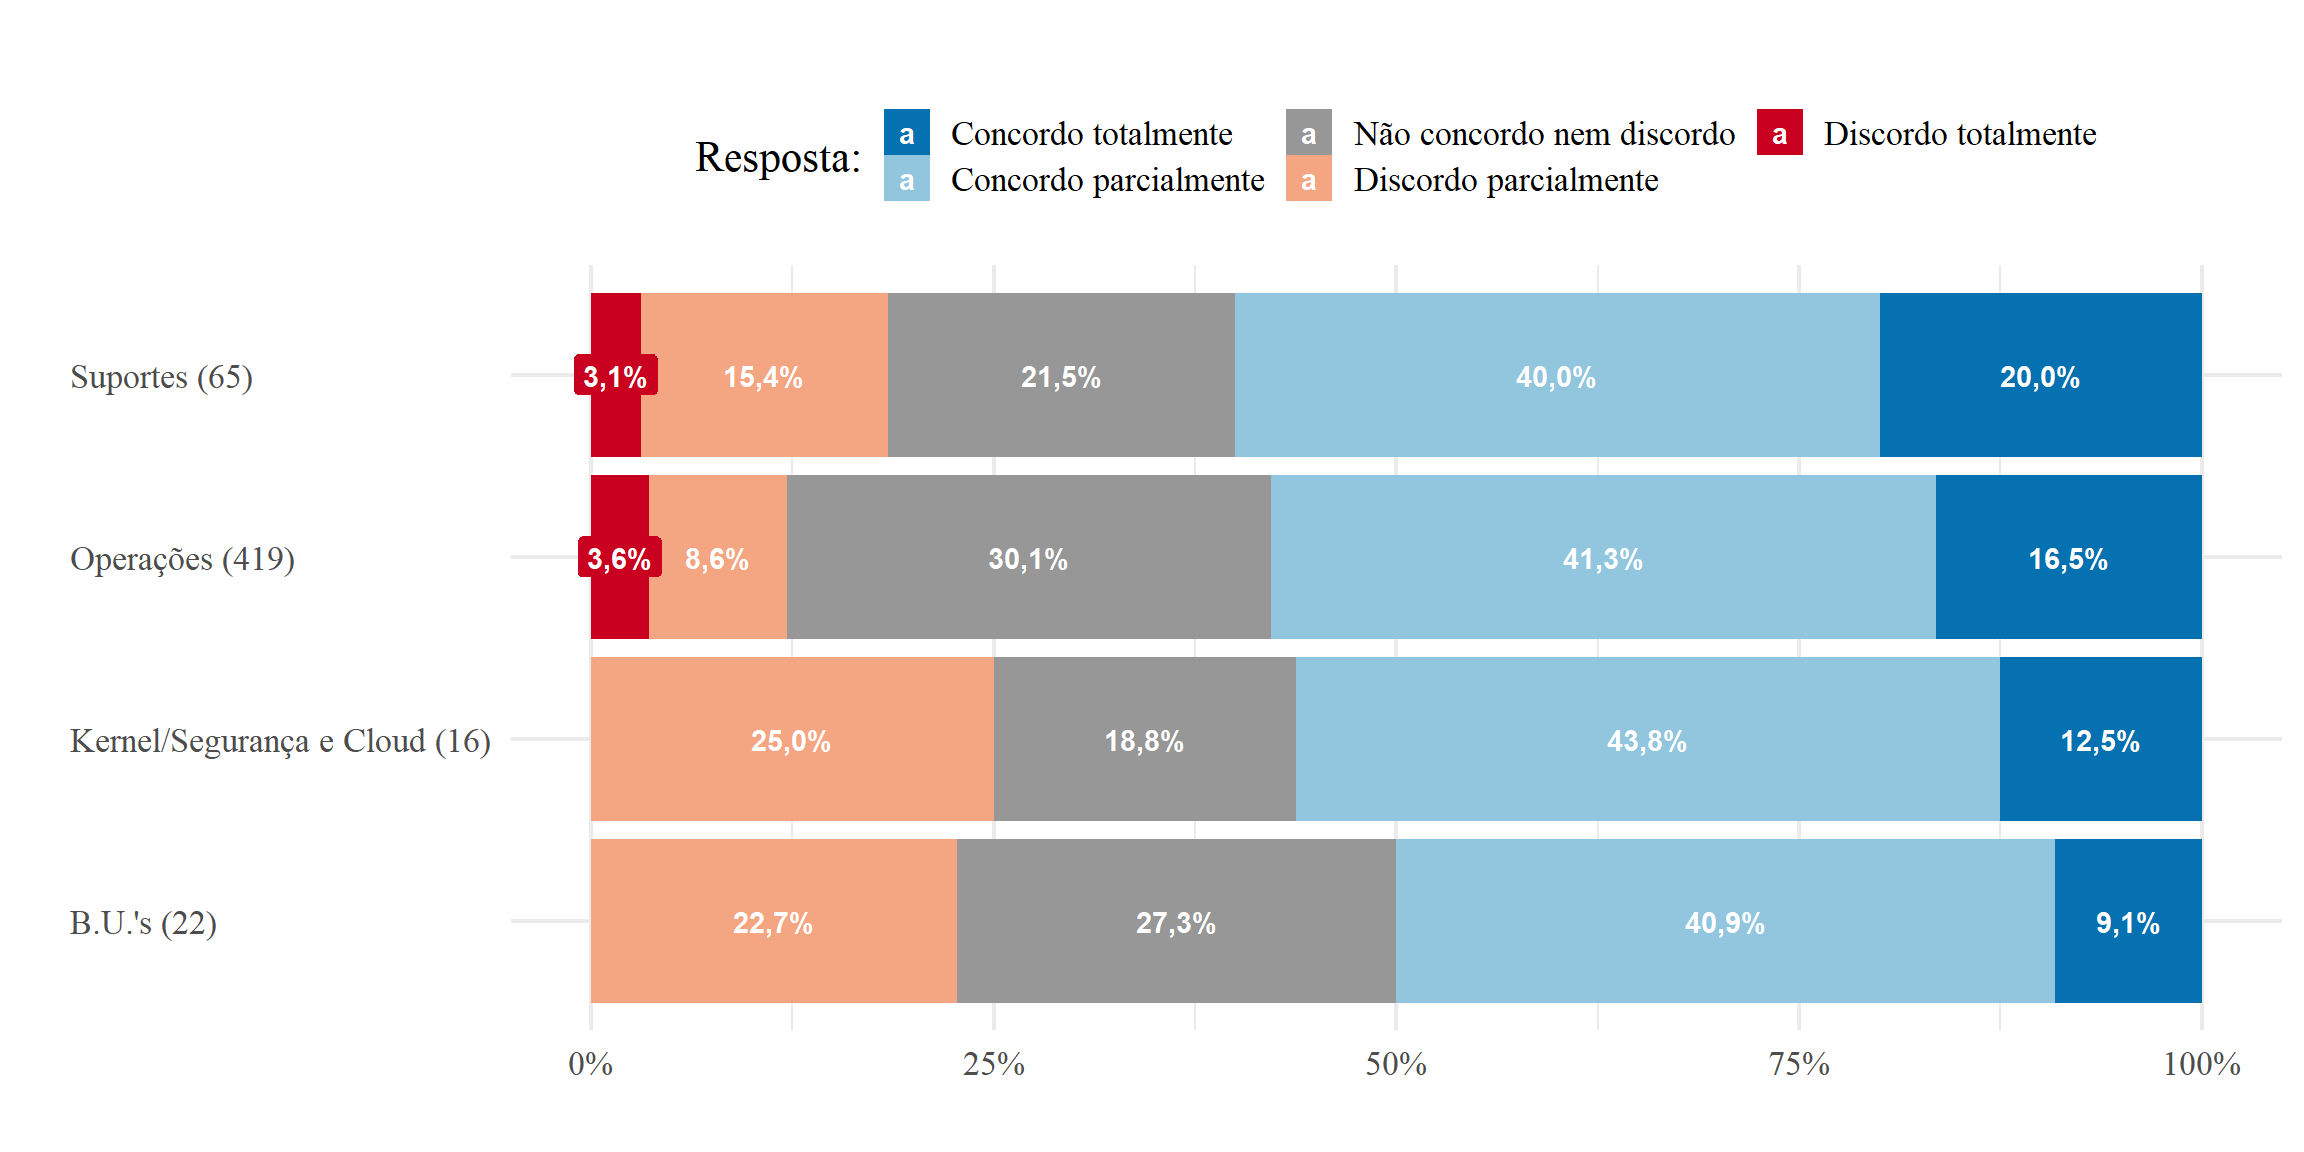 Resposta:
a Concordo totalmente a Não concordo nem discordo a Discordo totalmente
a Concordo parcialmente a Discordo parcialmente
Suportes (65) 3,1% 15,4% 21,5% 40,0% 20,0%
Operações (419) 3,6% 8,6% 30,1% 41,3% 16,5%
Kernel/Segurança e Cloud (16) 25,0% 18,8% 43,8% 12,5%
B.U.'s (22) 22,7% 27,3% 40,9% 9,1%
0% 25% 50% 75% 100%